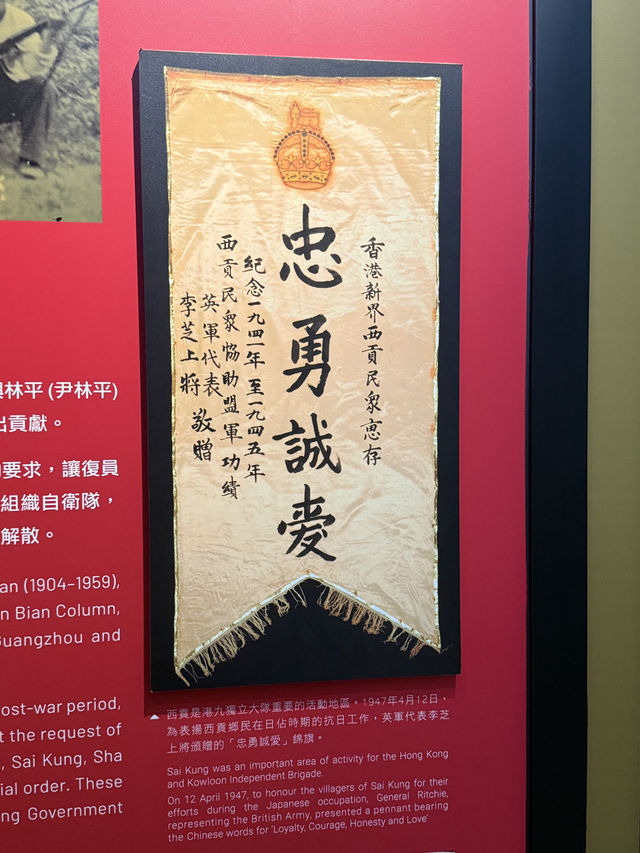 香港新界西貢民眾惠存
忠勇誠愛
紀念一九四一年至一九四五年
西貢民眾協助盟軍功績
英軍代表
李芝上將 敬贈
林平 (尹林平)
出貢獻。
要求，讓復員
組織自衛隊，
解散。
an (1904–1959),
n Bian Column,
Guangzhou and
ost-war period,
t the request of
, Sai Kung, Sha
ial order. These
ng Government
西貢是港九獨立大隊重要的活動地區。1947年4月12日，
為表揚西貢鄉民在日佔時期的抗日工作，英軍代表李芝
上將頒贈的「忠勇誠愛」錦旗。
Sai Kung was an important area of activity for the Hong Kong
and Kowloon Independent Brigade.
On 12 April 1947, to honour the villagers of Sai Kung for their
efforts during the Japanese occupation, General Ritchie,
representing the British Army, presented a pennant bearing
the Chinese words for 'Loyalty, Courage, Honesty and Love'